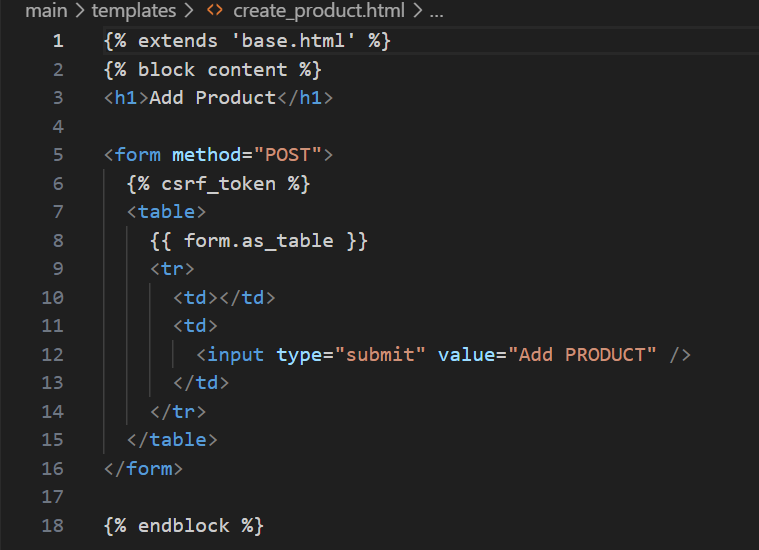 main > templates > <> create_product.html > ...
1 {% extends 'base.html' %}
2 {% block content %}
3 <h1>Add Product</h1>
4
5 <form method="POST">
6 {% csrf_token %}
7 <table>
8 {{ form.as_table }}
9 <tr>
10 <td></td>
11 <td>
12 <input type="submit" value="Add PRODUCT" />
13 </td>
14 </tr>
15 </table>
16 </form>
17
18 {% endblock %}